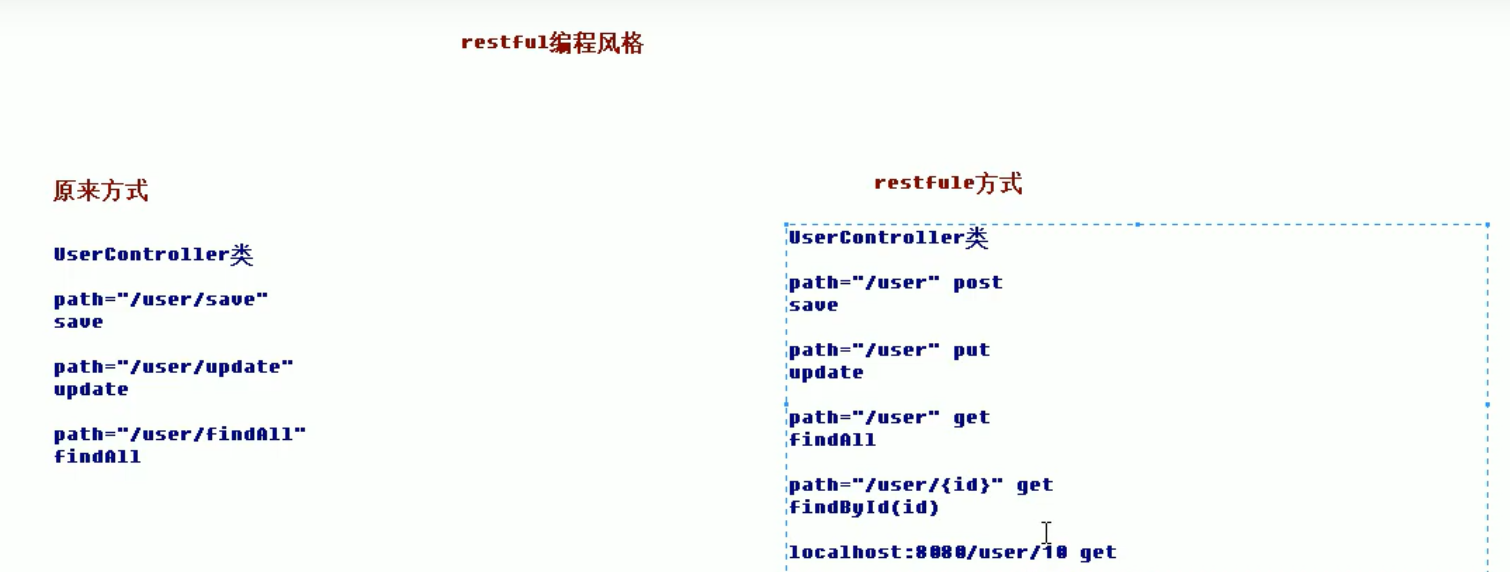 restful编程风格
原来方式
UserController类
path="/user/save"
save
path="/user/update"
update
path="/user/findAll"
findAll
restfule方式
UserController类
path="/user" post
save
path="/user" put
update
path="/user" get
findAll
path="/user/{id}" get
findById(id)
localhost:8080/user/10 get